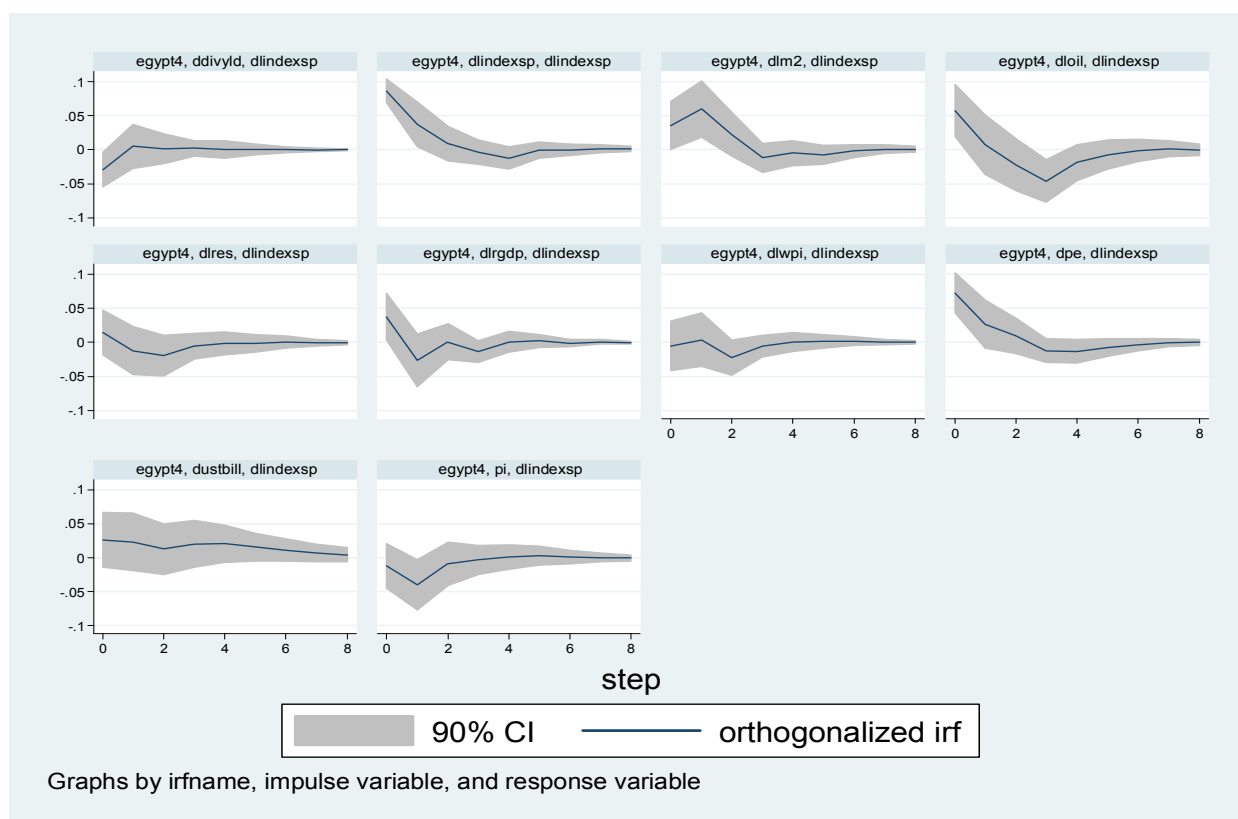 egypt4, ddivyld, dlindexsp
egypt4, dlindexsp, dlindexsp
egypt4, dlm2, dlindexsp
egypt4, dloil, dlindexsp
.1
.05
0
-.05
-.1
egypt4, dlres, dlindexsp
egypt4, dlrgdp, dlindexsp
egypt4, dlwpi, dlindexsp
egypt4, dpe, dlindexsp
.1
.05
0
-.05
-.1
0 2 4 6 8
0 2 4 6 8
egypt4, dustbill, dlindexsp
egypt4, pi, dlindexsp
.1
.05
0
-.05
-.1
0 2 4 6 8
0 2 4 6 8
step
90% CI
orthogonalized irf
Graphs by irfname, impulse variable, and response variable